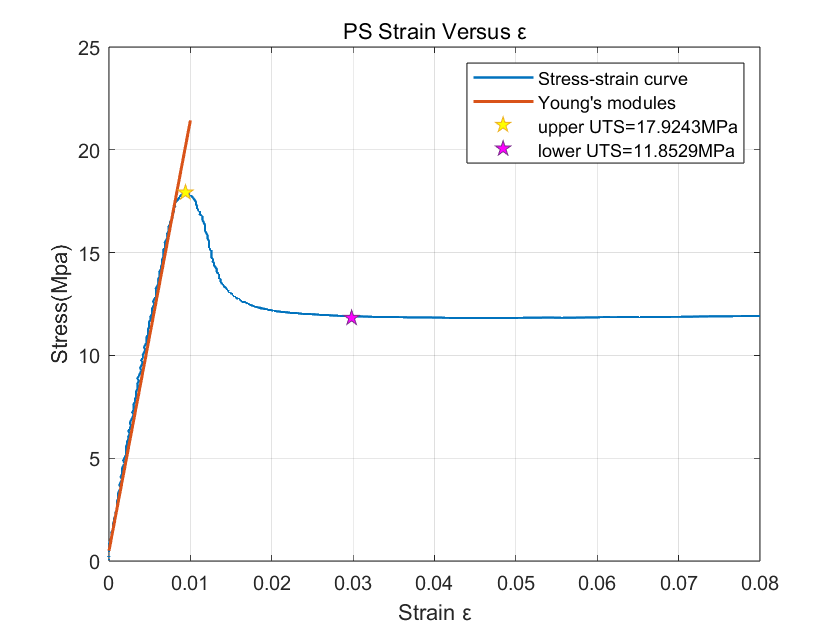 PS Strain Versus ε
25
20
15
10
5
0
Stress(Mpa)
Stress-strain curve
Young's modules
upper UTS=17.9243MPa
lower UTS=11.8529MPa
0 0.01 0.02 0.03 0.04 0.05 0.06 0.07 0.08
Strain ε